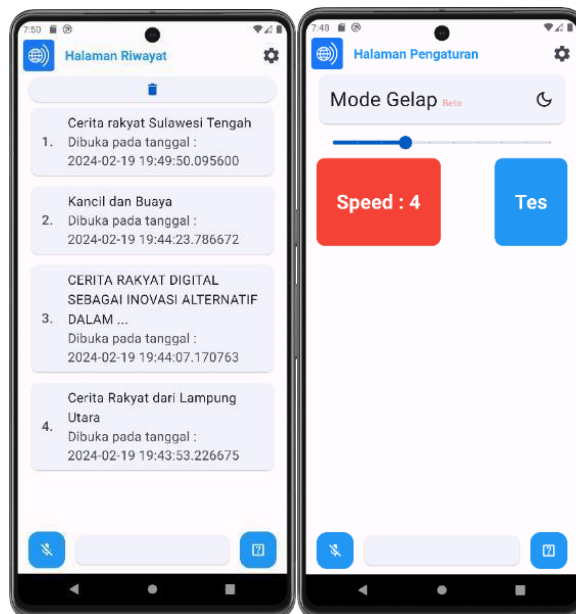 7:50
Halaman Riwayat
1.
Cerita rakyat Sulawesi Tengah
Dibuka pada tanggal :
2024-02-19 19:49:50.095600
2.
Kancil dan Buaya
Dibuka pada tanggal :
2024-02-19 19:44:23.786672
3.
CERITA RAKYAT DIGITAL
SEBAGAI INOVASI ALTERNATIF
DALAM ...
Dibuka pada tanggal :
2024-02-19 19:44:07.170763
4.
Cerita Rakyat dari Lampung
Utara
Dibuka pada tanggal :
2024-02-19 19:43:53.226675
7:48
Halaman Pengaturan
Mode Gelap Beta
Speed : 4
Tes